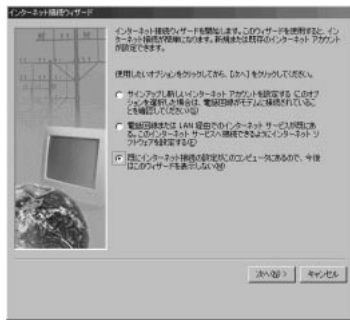 インターネット接続ウィザード
インターネット接続ウィザードを開始します。このウィザードを使用すると、イン
ターネット接続が簡単になります。新規または既存のインターネット アカウント
が設定できます。
使用したいオプションをクリックしてから、[次へ] をクリックしてください。
サインアップし新しいインターネット アカウントを設定する (このオプ
ションを選択した場合は、電話回線がモデムに接続されているこ
とを確認してください)(S)
電話回線または LAN 経由でのインターネット サービスが既にあ
る。このインターネット サービスへ接続できるようにインターネット ソ
フトウェアを設定する(E)
既にインターネット接続の設定がこのコンピュータにあるので、今後
はこのウィザードを表示しない(W)
次へ(N) >
キャンセル